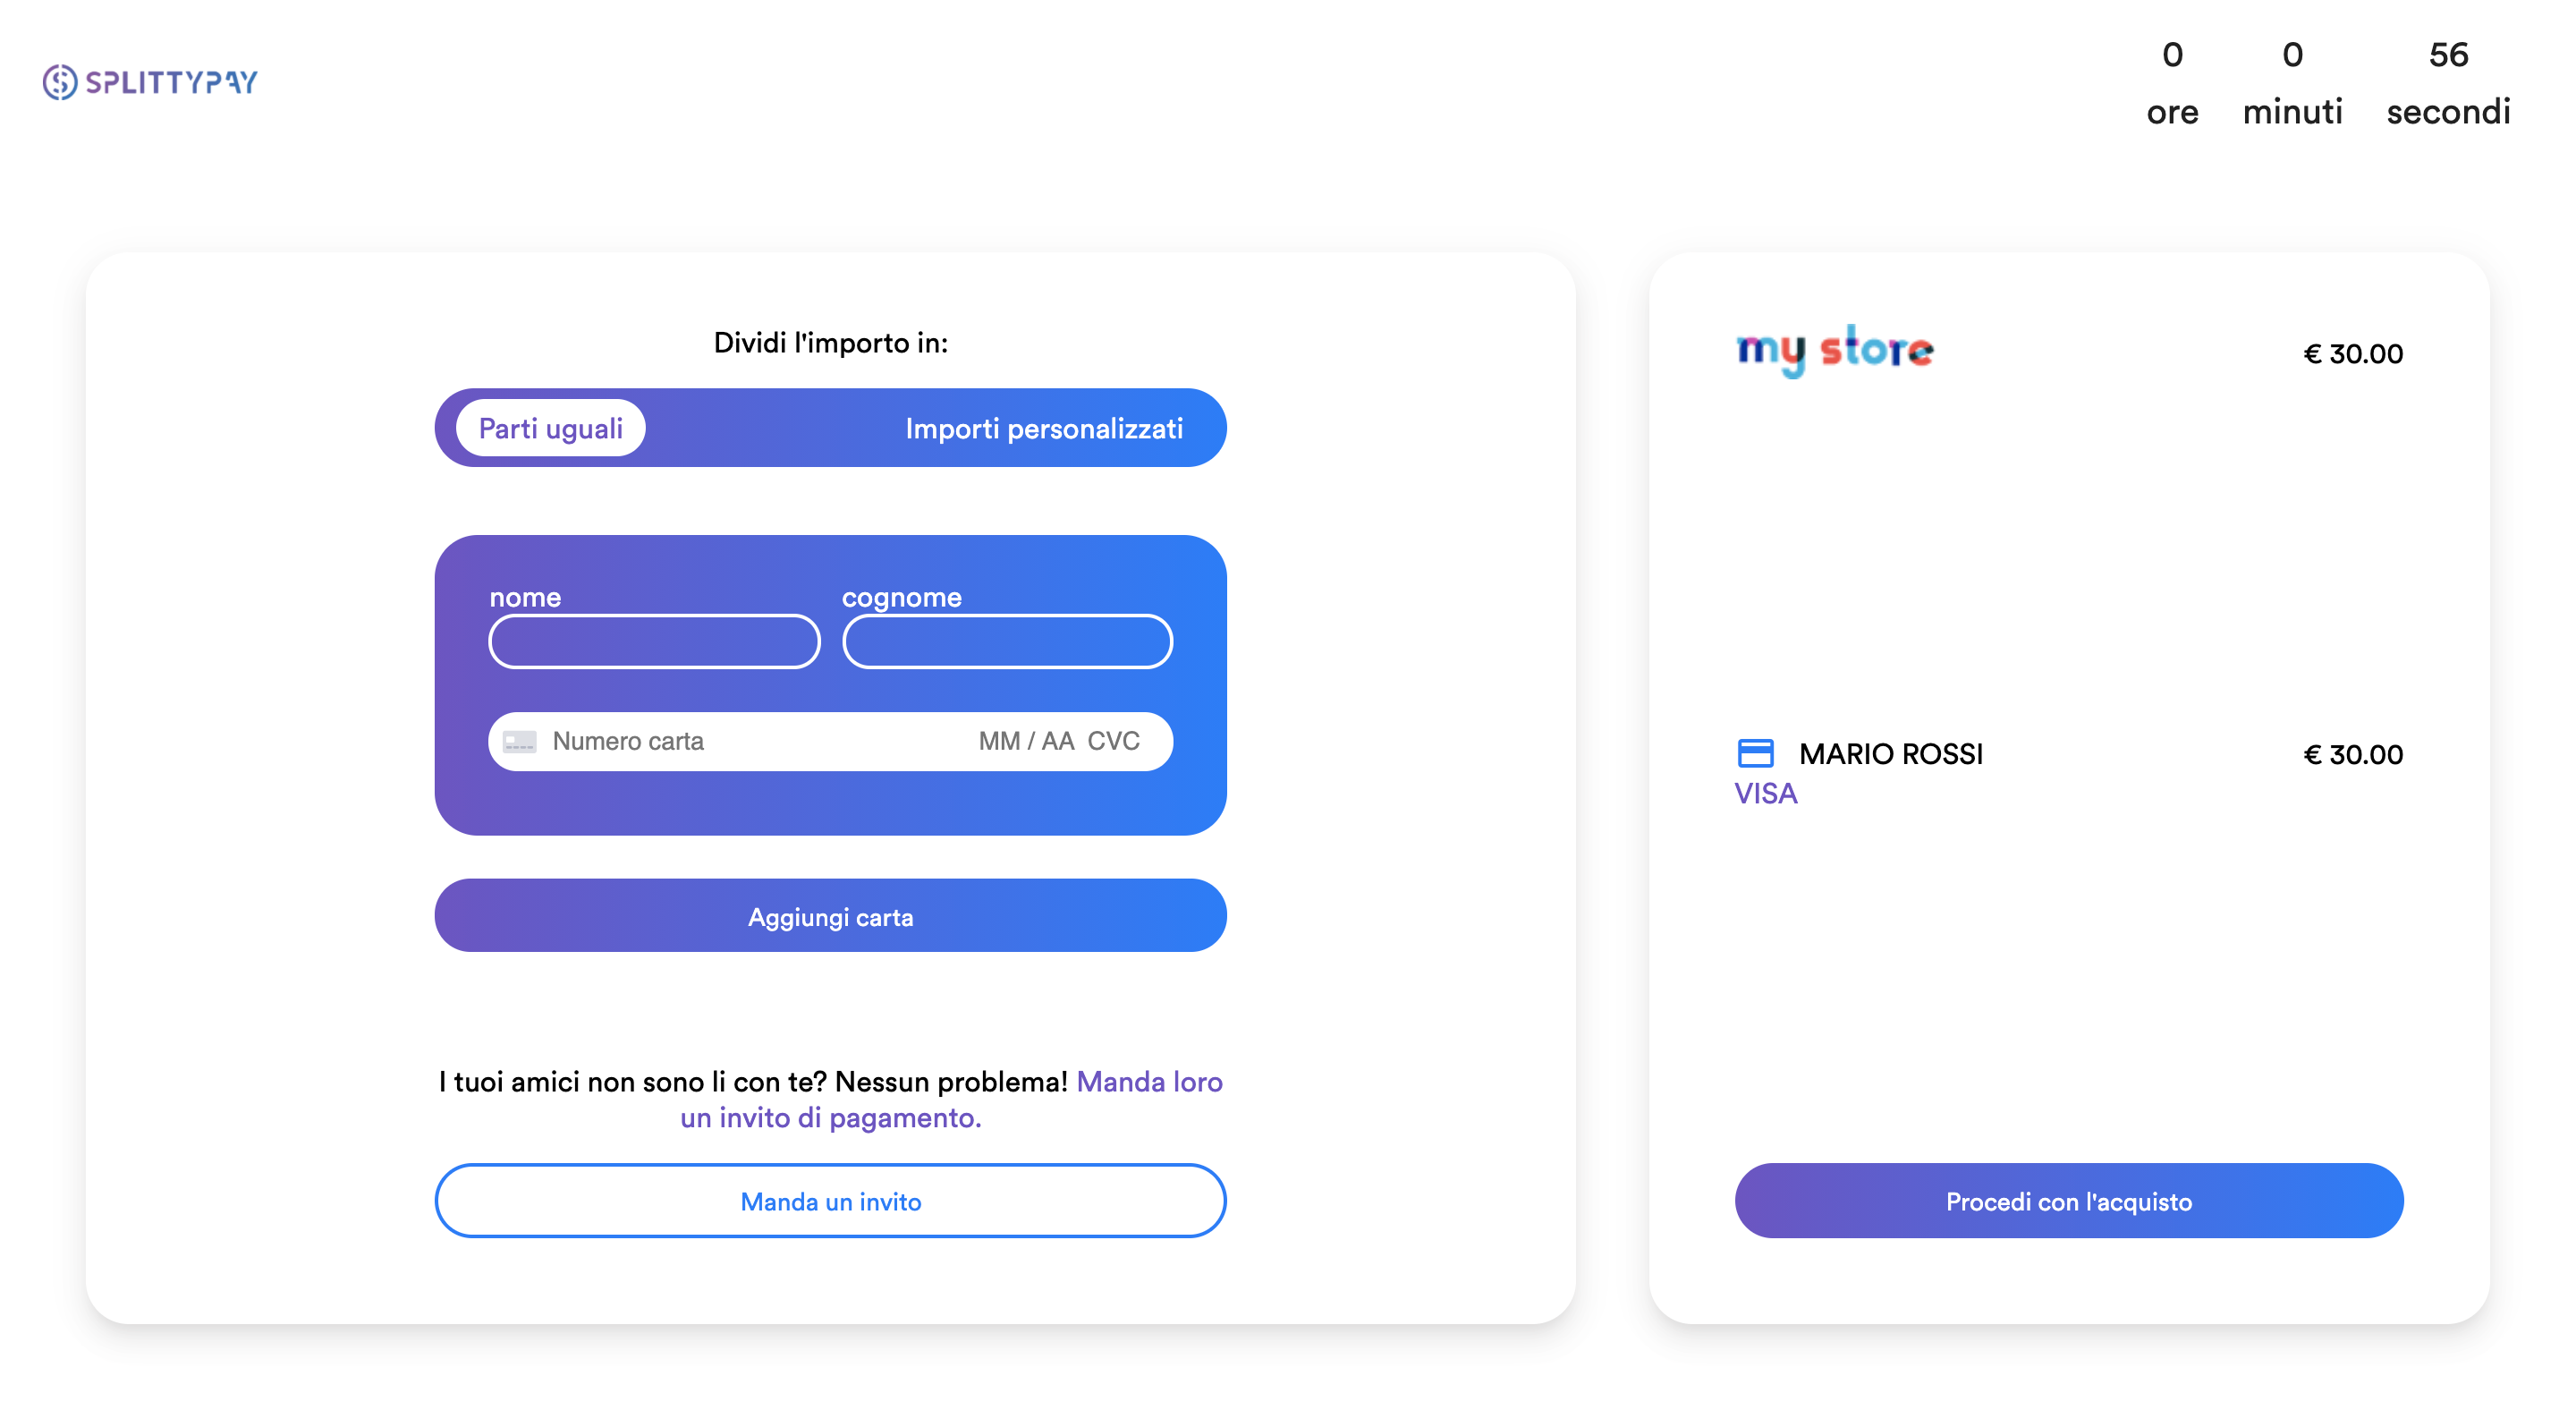 SPLITTYPAY
0 0 56
ore minuti secondi
Dividi l'importo in:
Parti uguali Importi personalizzati
nome cognome
Numero carta MM / AA CVC
Aggiungi carta
I tuoi amici non sono li con te? Nessun problema! Manda loro
un invito di pagamento.
Manda un invito
my store € 30.00
MARIO ROSSI € 30.00
VISA
Procedi con l'acquisto